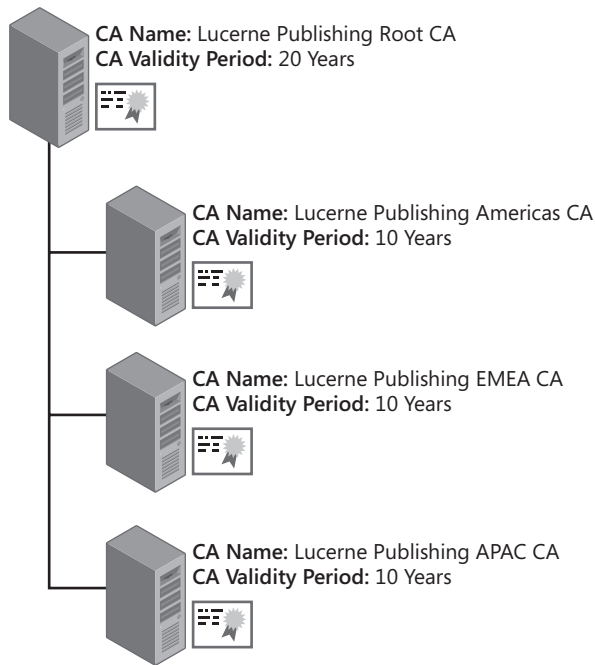 CA Name: Lucerne Publishing Root CA
CA Validity Period: 20 Years
CA Name: Lucerne Publishing Americas CA
CA Validity Period: 10 Years
CA Name: Lucerne Publishing EMEA CA
CA Validity Period: 10 Years
CA Name: Lucerne Publishing APAC CA
CA Validity Period: 10 Years